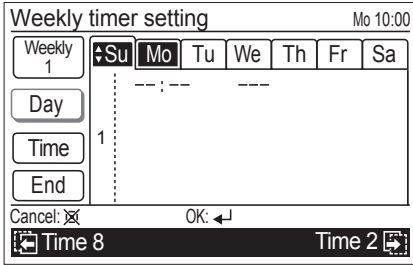 Weekly timer setting Mo 10:00
Weekly
1
Su Mo Tu We Th Fr Sa
--:-- ---
Day
Time
1
End
Cancel: OK:
Time 8 Time 2